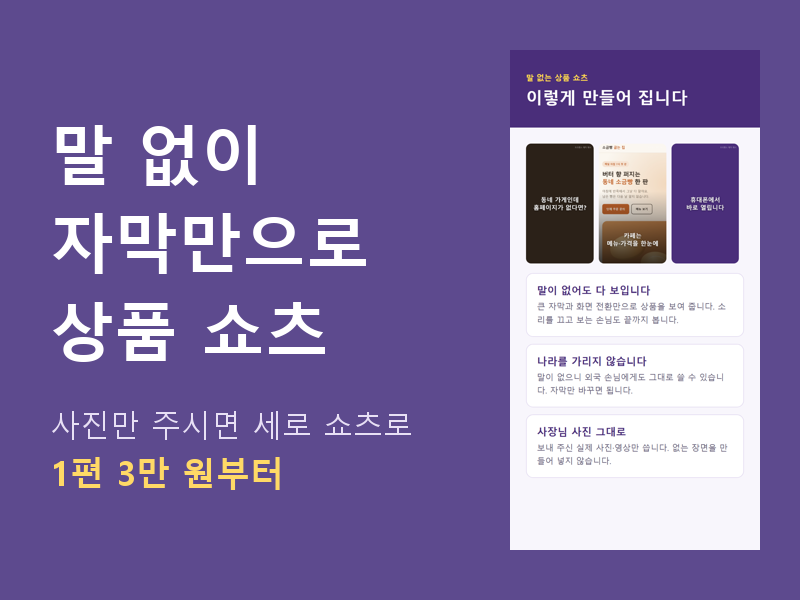 말 없이
자막만으로
상품 쇼츠
사진만 주시면 세로 쇼츠로
1편 3만 원부터
말 없는 상품 쇼츠
이렇게 만들어 집니다
동네 가게인데
홈페이지가 없다면?
버터 향 퍼지는
동네 소금빵 한 판
카페는
메뉴·가격을 한눈에
휴대폰에서
바로 열립니다
말이 없어도 다 보입니다
큰 자막과 화면 전환만으로 상품을 보여 줍니다. 소
리를 끄고 보는 손님도 끝까지 봅니다.
나라를 가리지 않습니다
말이 없으니 외국 손님에게도 그대로 쓸 수 있습니
다. 자막만 바꾸면 됩니다.
사장님 사진 그대로
보내 주신 실제 사진·영상만 씁니다. 없는 장면을 만
들어 넣지 않습니다.